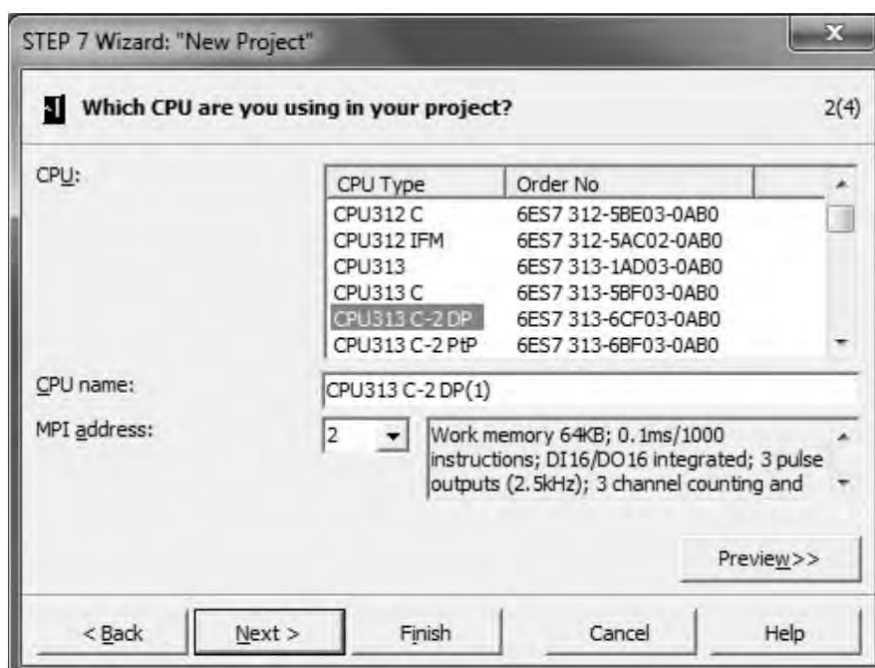 STEP 7 Wizard: "New Project"
Which CPU are you using in your project? 2(4)
CPU:
CPU Type Order No
CPU312 C 6ES7 312-5BE03-0AB0
CPU312 IFM 6ES7 312-5AC02-0AB0
CPU313 6ES7 313-1AD03-0AB0
CPU313 C 6ES7 313-5BF03-0AB0
CPU313 C-2 DP 6ES7 313-6CF03-0AB0
CPU313 C-2 PtP 6ES7 313-6BF03-0AB0
CPU name: CPU313 C-2 DP(1)
MPI address: 2 Work memory 64KB; 0.1ms/1000
instructions; DI16/DO16 integrated; 3 pulse
outputs (2.5kHz); 3 channel counting and
Preview>>
< Back Next > Finish Cancel Help